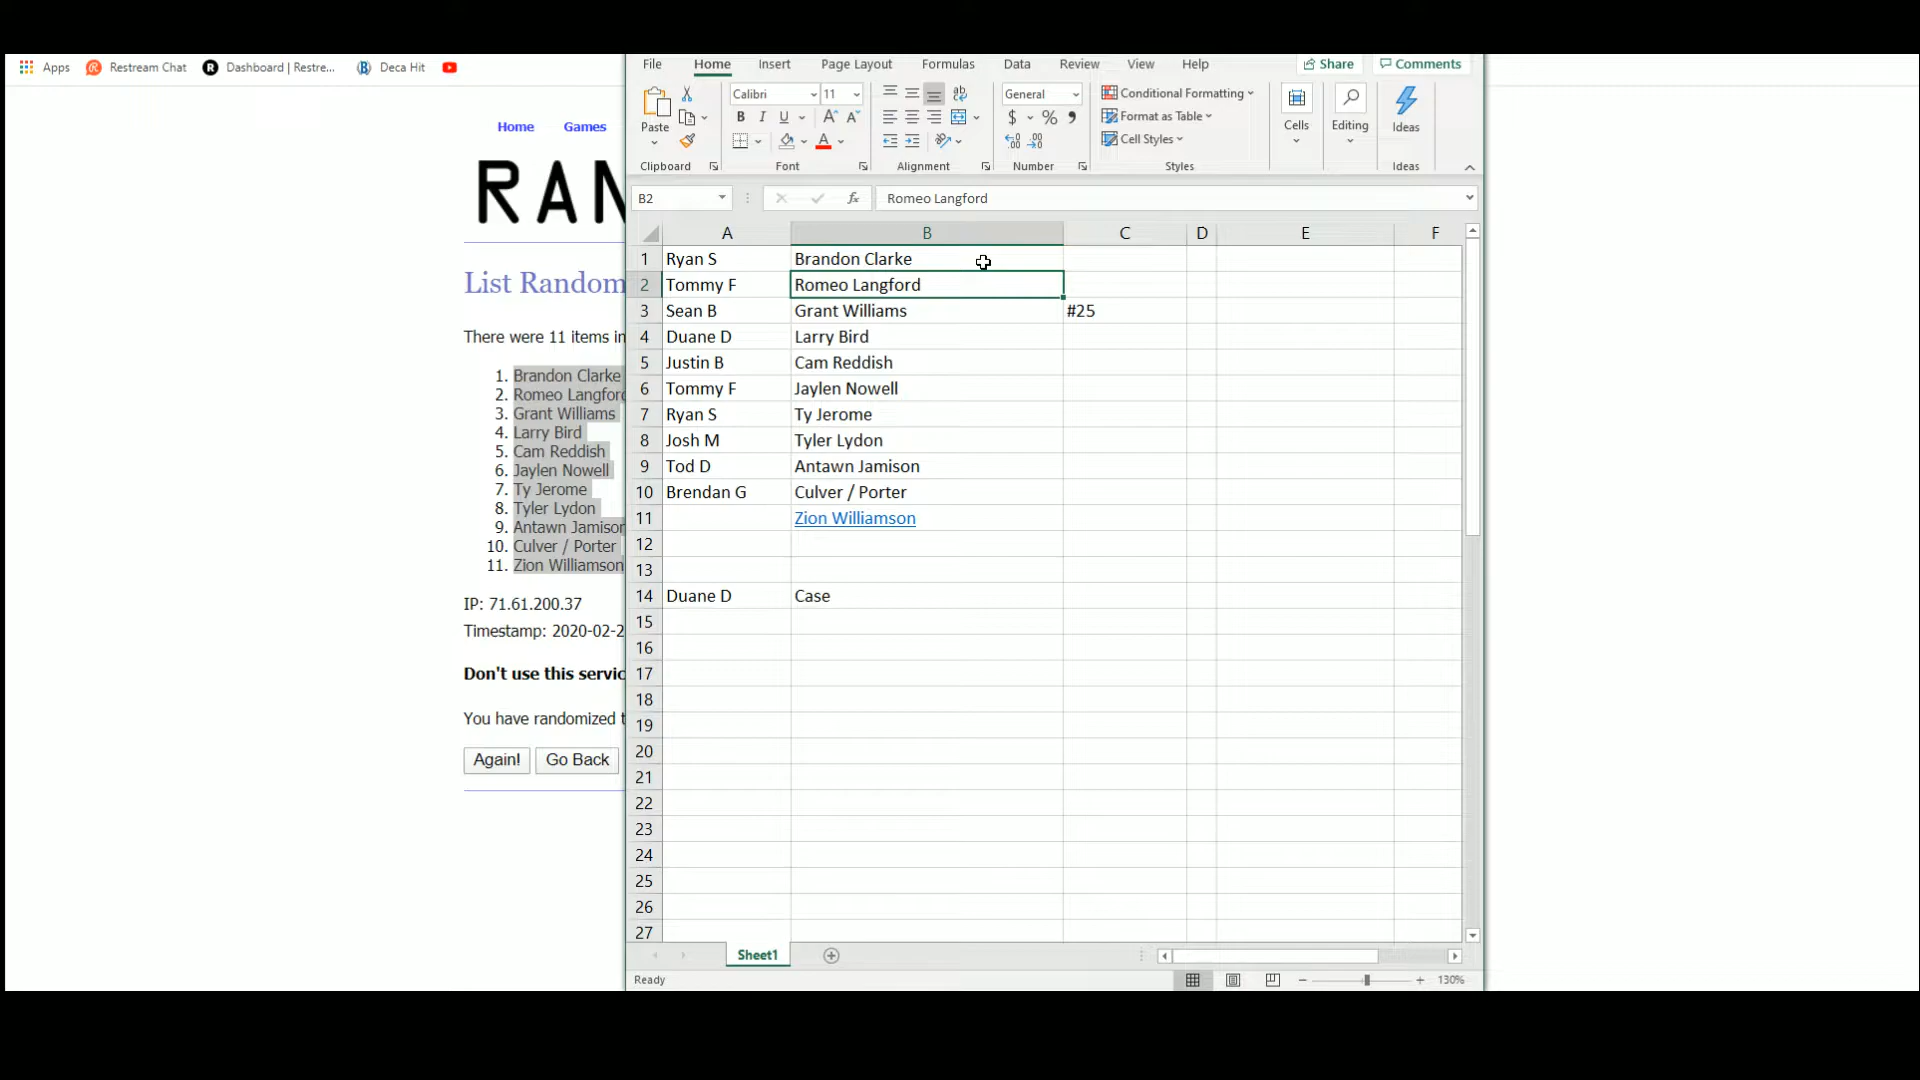 Apps Restream Chat Dashboard | Restre... Deca Hit
Home Games
RAN
List Random
There were 11 items in
1. Brandon Clarke
2. Romeo Langford
3. Grant Williams
4. Larry Bird
5. Cam Reddish
6. Jaylen Nowell
7. Ty Jerome
8. Tyler Lydon
9. Antawn Jamison
10. Culver / Porter
11. Zion Williamson
IP: 71.61.200.37
Timestamp: 2020-02-2
Don't use this servic
You have randomized t
Again! Go Back
File Home Insert Page Layout Formulas Data Review View Help Share Comments
Paste Calibri 11 General Conditional Formatting Cells Editing Ideas
B I U A A A $ % Format as Table
Cell Styles
Clipboard Font Alignment Number Styles Ideas
B2 fx Romeo Langford
A B C D E F
1 Ryan S Brandon Clarke
2 Tommy F Romeo Langford
3 Sean B Grant Williams #25
4 Duane D Larry Bird
5 Justin B Cam Reddish
6 Tommy F Jaylen Nowell
7 Ryan S Ty Jerome
8 Josh M Tyler Lydon
9 Tod D Antawn Jamison
10 Brendan G Culver / Porter
11 Zion Williamson
12
13
14 Duane D Case
15
16
17
18
19
20
21
22
23
24
25
26
27
Sheet1
Ready 130%